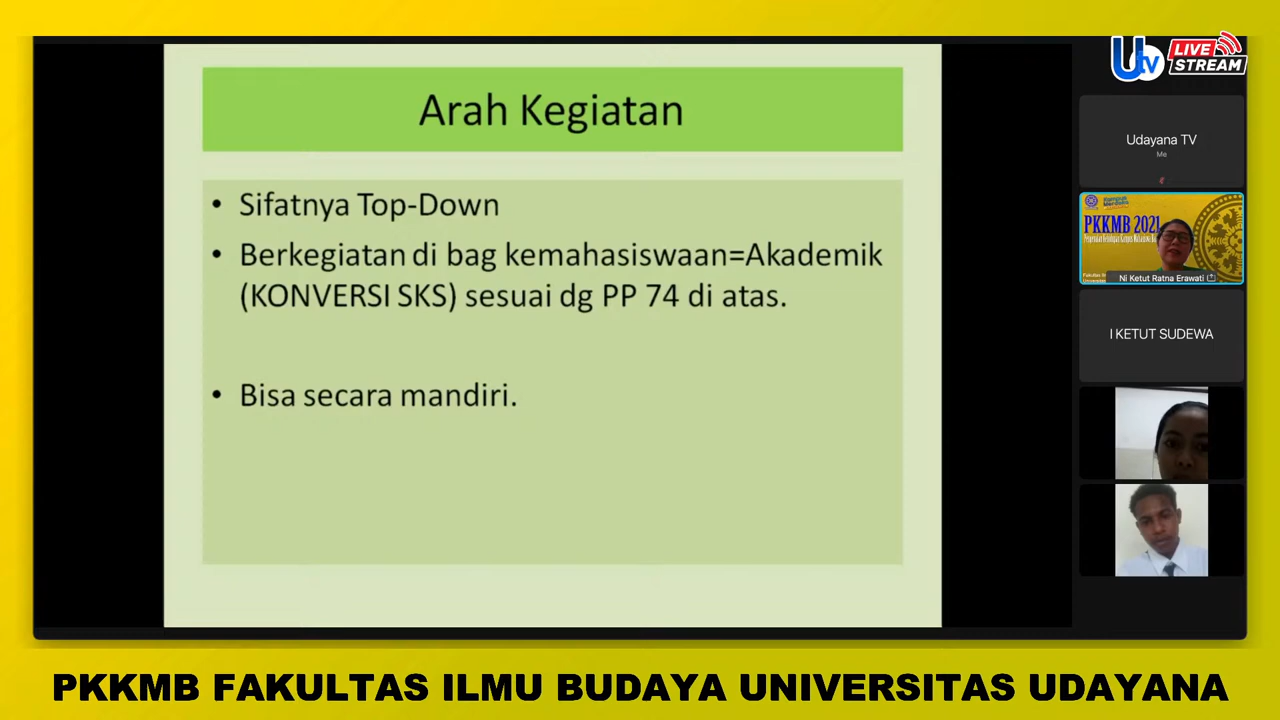 Utv LIVE
STREAM
Arah Kegiatan
• Sifatnya Top-Down
• Berkegiatan di bag kemahasiswaan=Akademik
(KONVERSI SKS) sesuai dg PP 74 di atas.
• Bisa secara mandiri.
Udayana TV
Me
PKKMB 2021
Ni Ketut Ratna Erawati
I KETUT SUDEWA
PKKMB FAKULTAS ILMU BUDAYA UNIVERSITAS UDAYANA